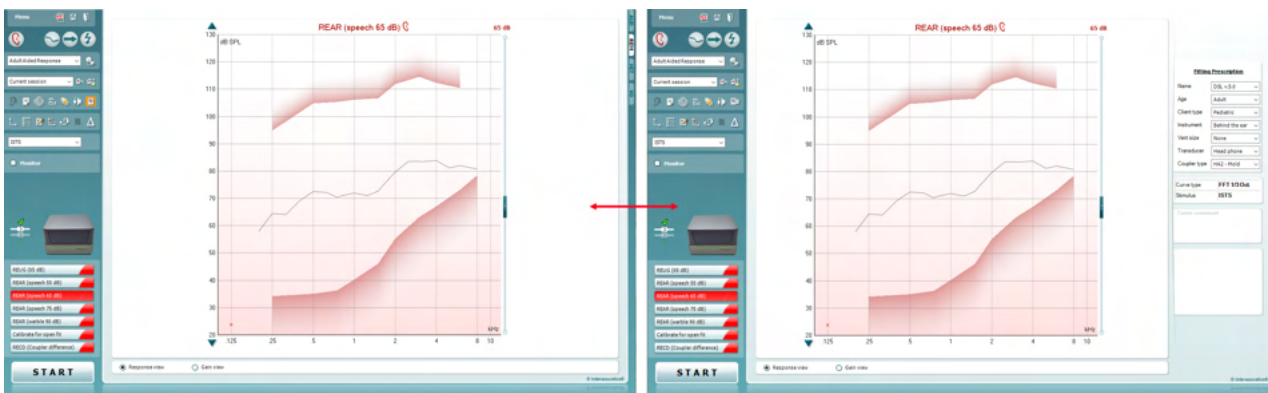 Menu
Adult Aided Response
Current session
ISTS
Monitor
REUG (65 dB)
REAR (speech 55 dB)
REAR (speech 65 dB)
REAR (speech 75 dB)
REAR (warble 90 dB)
Calibrate for open fit
RECD (Coupler difference)
START
REAR (speech 65 dB)
65 dB
dB SPL
130
120
110
100
90
80
70
60
50
40
30
20
.125 .25 .5 1 2 4 8 10
kHz
Response view Gain view
© Interacoustics®
Menu
Adult Aided Response
Current session
ISTS
Monitor
REUG (65 dB)
REAR (speech 55 dB)
REAR (speech 65 dB)
REAR (speech 75 dB)
REAR (warble 90 dB)
Calibrate for open fit
RECD (Coupler difference)
START
REAR (speech 65 dB)
65 dB
dB SPL
130
120
110
100
90
80
70
60
50
40
30
20
.125 .25 .5 1 2 4 8 10
kHz
Response view Gain view
Fitting Prescription
Name DSL v.5.0
Age Adult
Client type Pediatric
Instrument Behind the ear
Vent size None
Transducer Head phone
Coupler type HA2 - Mold
Curve type FFT 1/3 Oct
Stimulus ISTS
Curve comment
© Interacoustics®